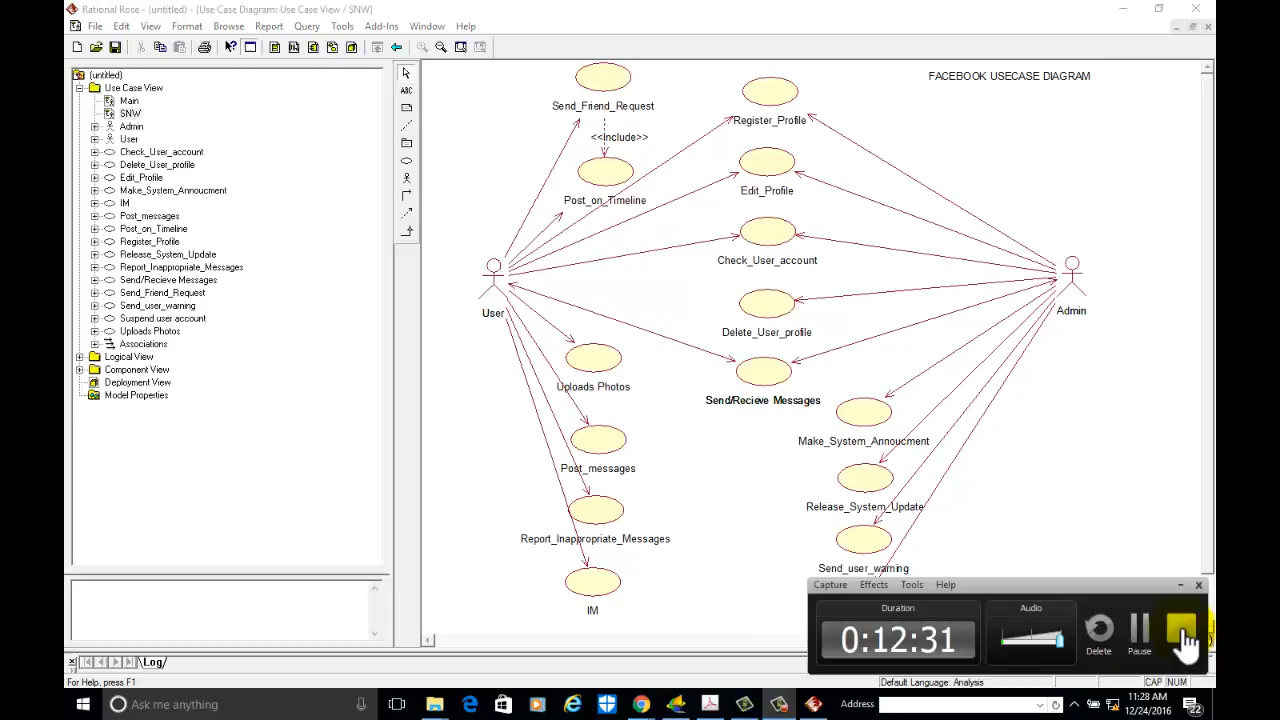 Rational Rose - (untitled) - [Use Case Diagram: Use Case View / SNW]
File Edit View Format Browse Report Query Tools Add-Ins Window Help
(untitled)
Use Case View
Main
SNW
Admin
User
Check_User_account
Delete_User_profile
Edit_Profile
Make_System_Annoucment
IM
Post_messages
Post_on_Timeline
Register_Profile
Release_System_Update
Report_Inappropriate_Messages
Send/Recieve Messages
Send_Friend_Request
Send_user_warning
Suspend user account
Uploads Photos
Associations
Logical View
Component View
Deployment View
Model Properties
ABC
FACEBOOK USECASE DIAGRAM
Send_Friend_Request
<<Include>>
Post_on_Timeline
Register_Profile
Edit_Profile
Check_User_account
Delete_User_profile
Send/Recieve Messages
User
Admin
Uploads Photos
Post_messages
Report_Inappropriate_Messages
IM
Make_System_Annoucment
Release_System_Update
Send_user_warning
Capture Effects Tools Help
Duration Audio
0:12:31
Delete Pause
Log
For Help, press F1
Default Language: Analysis CAP NUM
Ask me anything
Address
11:28 AM
12/24/2016
22